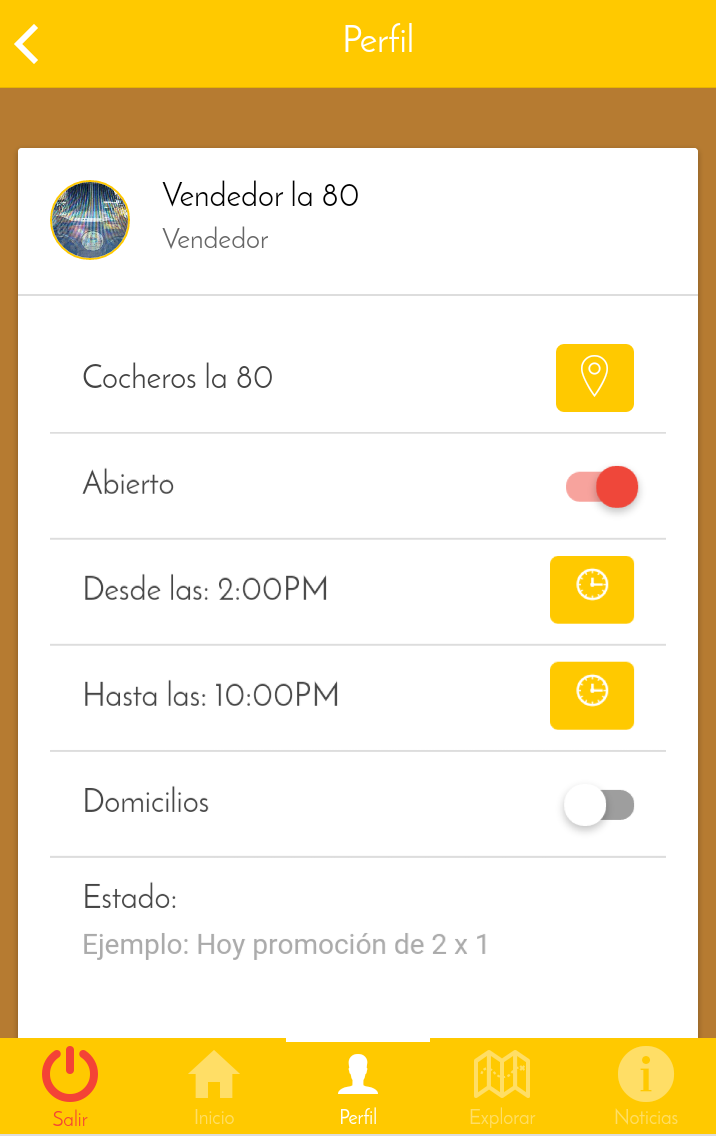 Perfil
Vendedor la 80
Vendedor
Cocheros la 80
Abierto
Desde las: 2:00PM
Hasta las: 10:00PM
Domicilios
Estado:
Ejemplo: Hoy promoción de 2 x 1
Salir Inicio Perfil Explorar Noticias